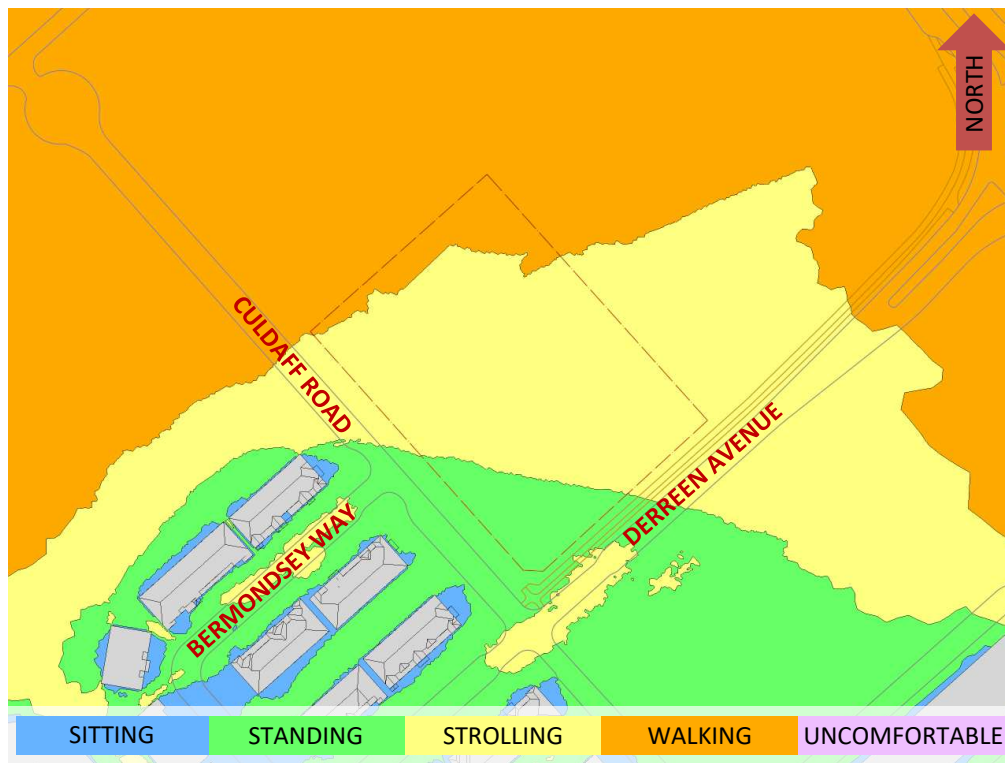 NORTH
CULDAFF ROAD
DERREEN AVENUE
BERMONDSEY WAY
SITTING
STANDING
STROLLING
WALKING
UNCOMFORTABLE